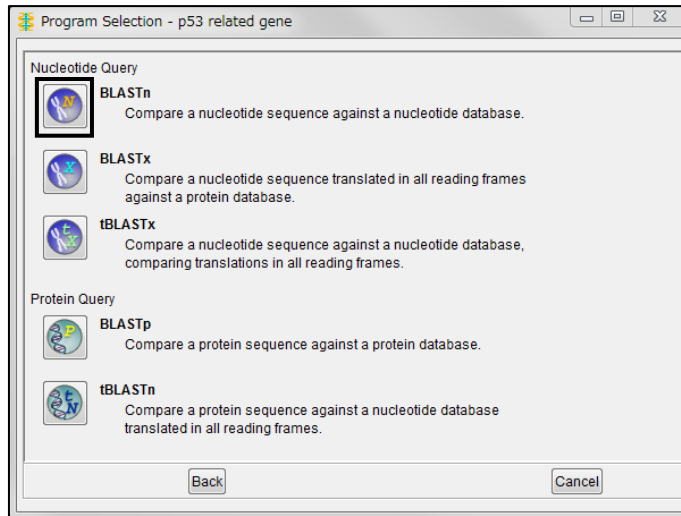 Program Selection - p53 related gene
Nucleotide Query
N
BLASTn
Compare a nucleotide sequence against a nucleotide database.
X
BLASTx
Compare a nucleotide sequence translated in all reading frames
against a protein database.
t
X
tBLASTx
Compare a nucleotide sequence against a nucleotide database,
comparing translations in all reading frames.
Protein Query
P
BLASTp
Compare a protein sequence against a protein database.
t
N
tBLASTn
Compare a protein sequence against a nucleotide database
translated in all reading frames.
Back
Cancel